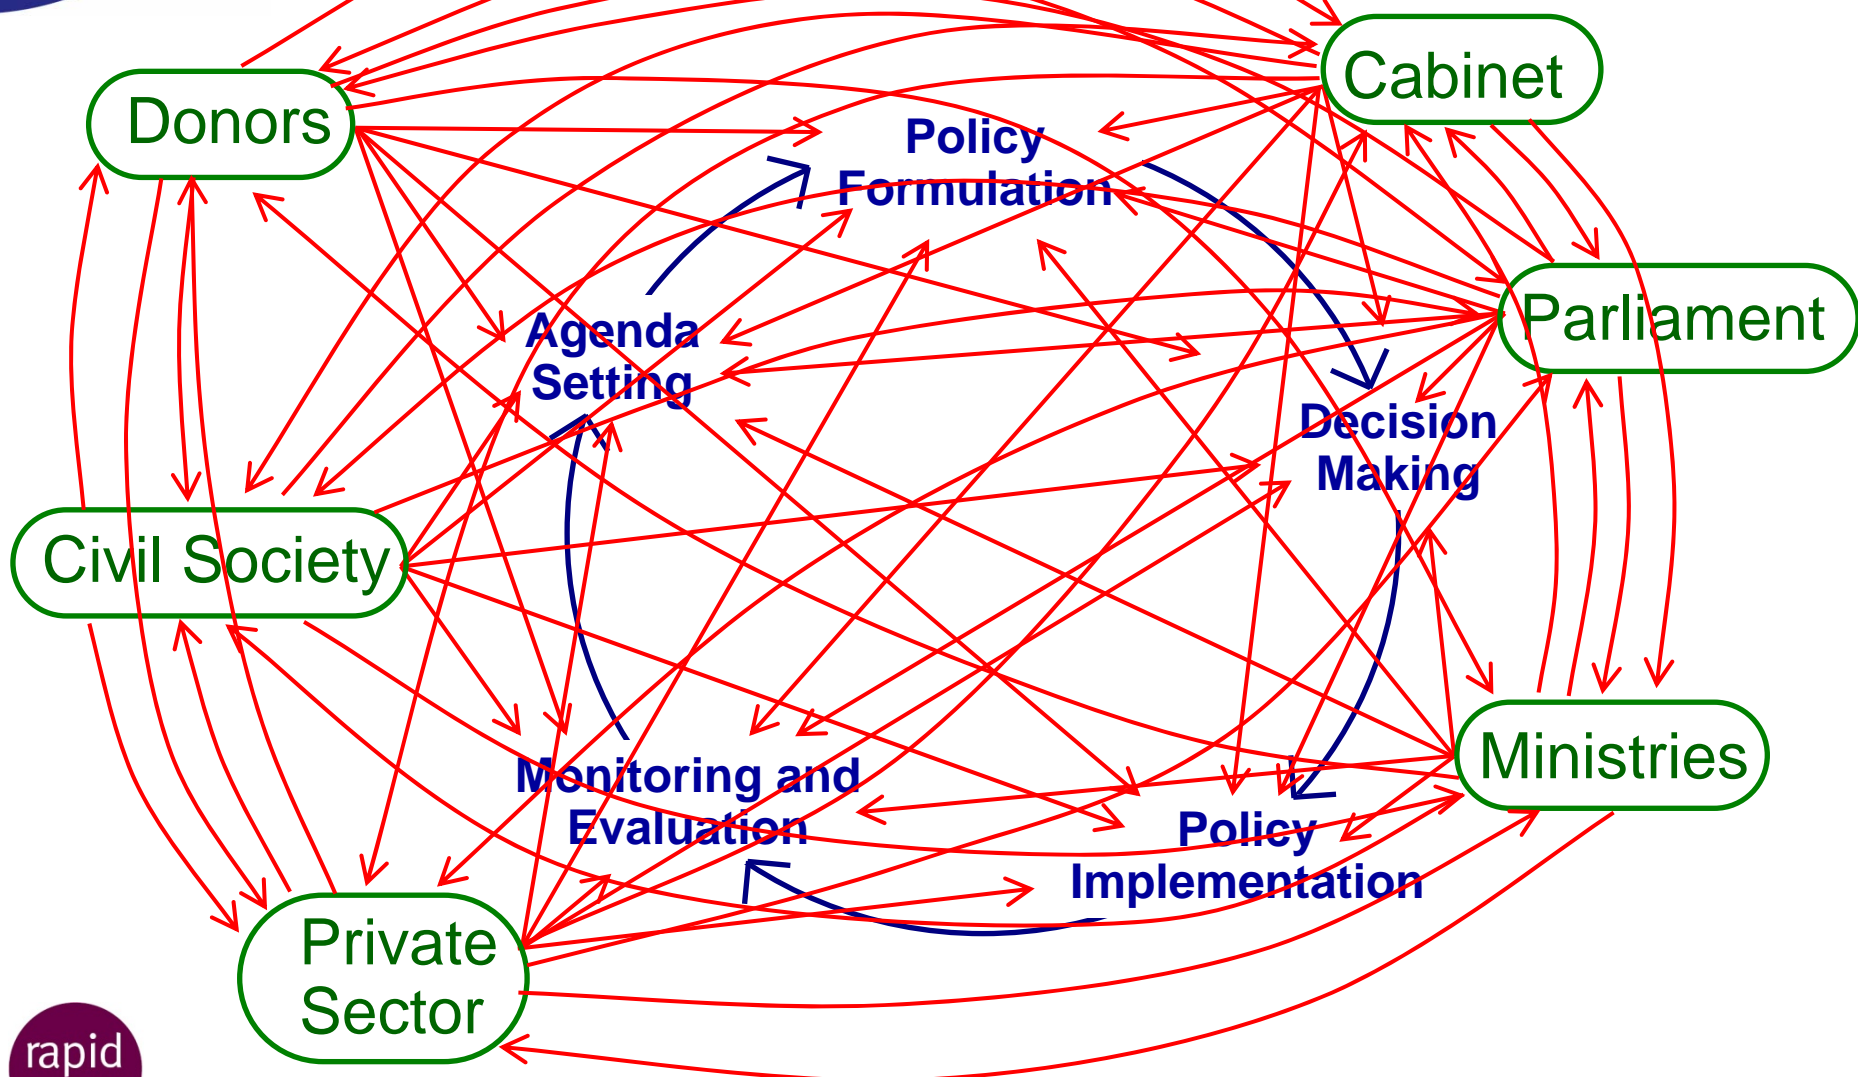 Cabinet
Donors
Policy
Formulation
Parliament
Agenda
Setting
Decision
Making
Civil Society
Ministries
Monitoring and
Evaluation
Policy
Implementation
Private
Sector
rapid